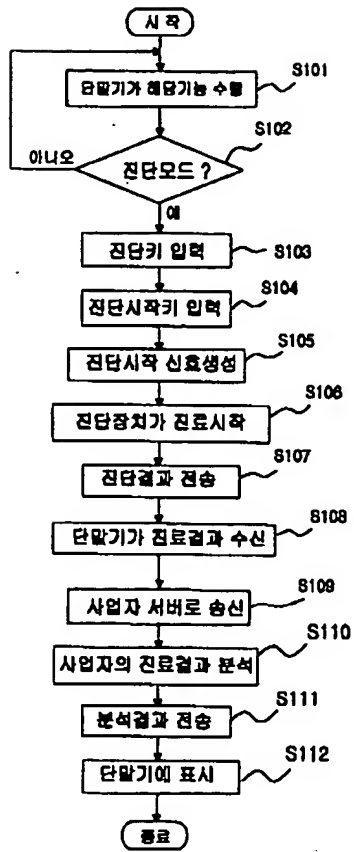 시작
단말기가 해당기능 수행
S101
진단모드 ?
S102
아니오
예
진단키 입력
S103
진단시작키 입력
S104
진단시작 신호생성
S105
진단장치가 진료시작
S106
진단결과 전송
S107
단말기가 진료결과 수신
S108
사업자 서버로 송신
S109
사업자의 진료결과 분석
S110
분석결과 전송
S111
단말기에 표시
S112
종료